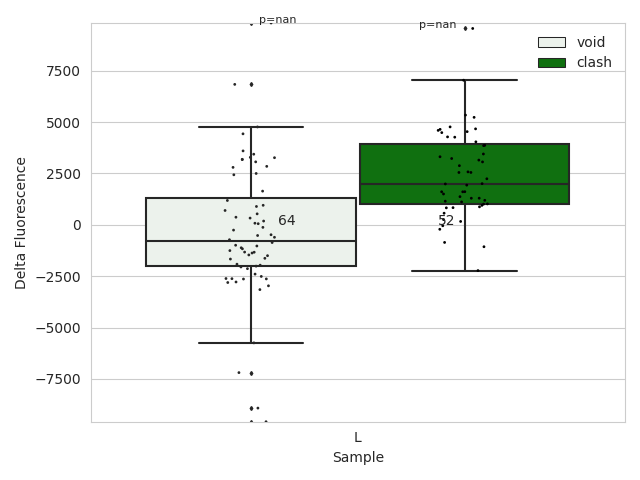 p=nan
p=nan
void
clash
7500
5000
2500
0
−2500
−5000
−7500
64
52
Delta Fluorescence
L
Sample